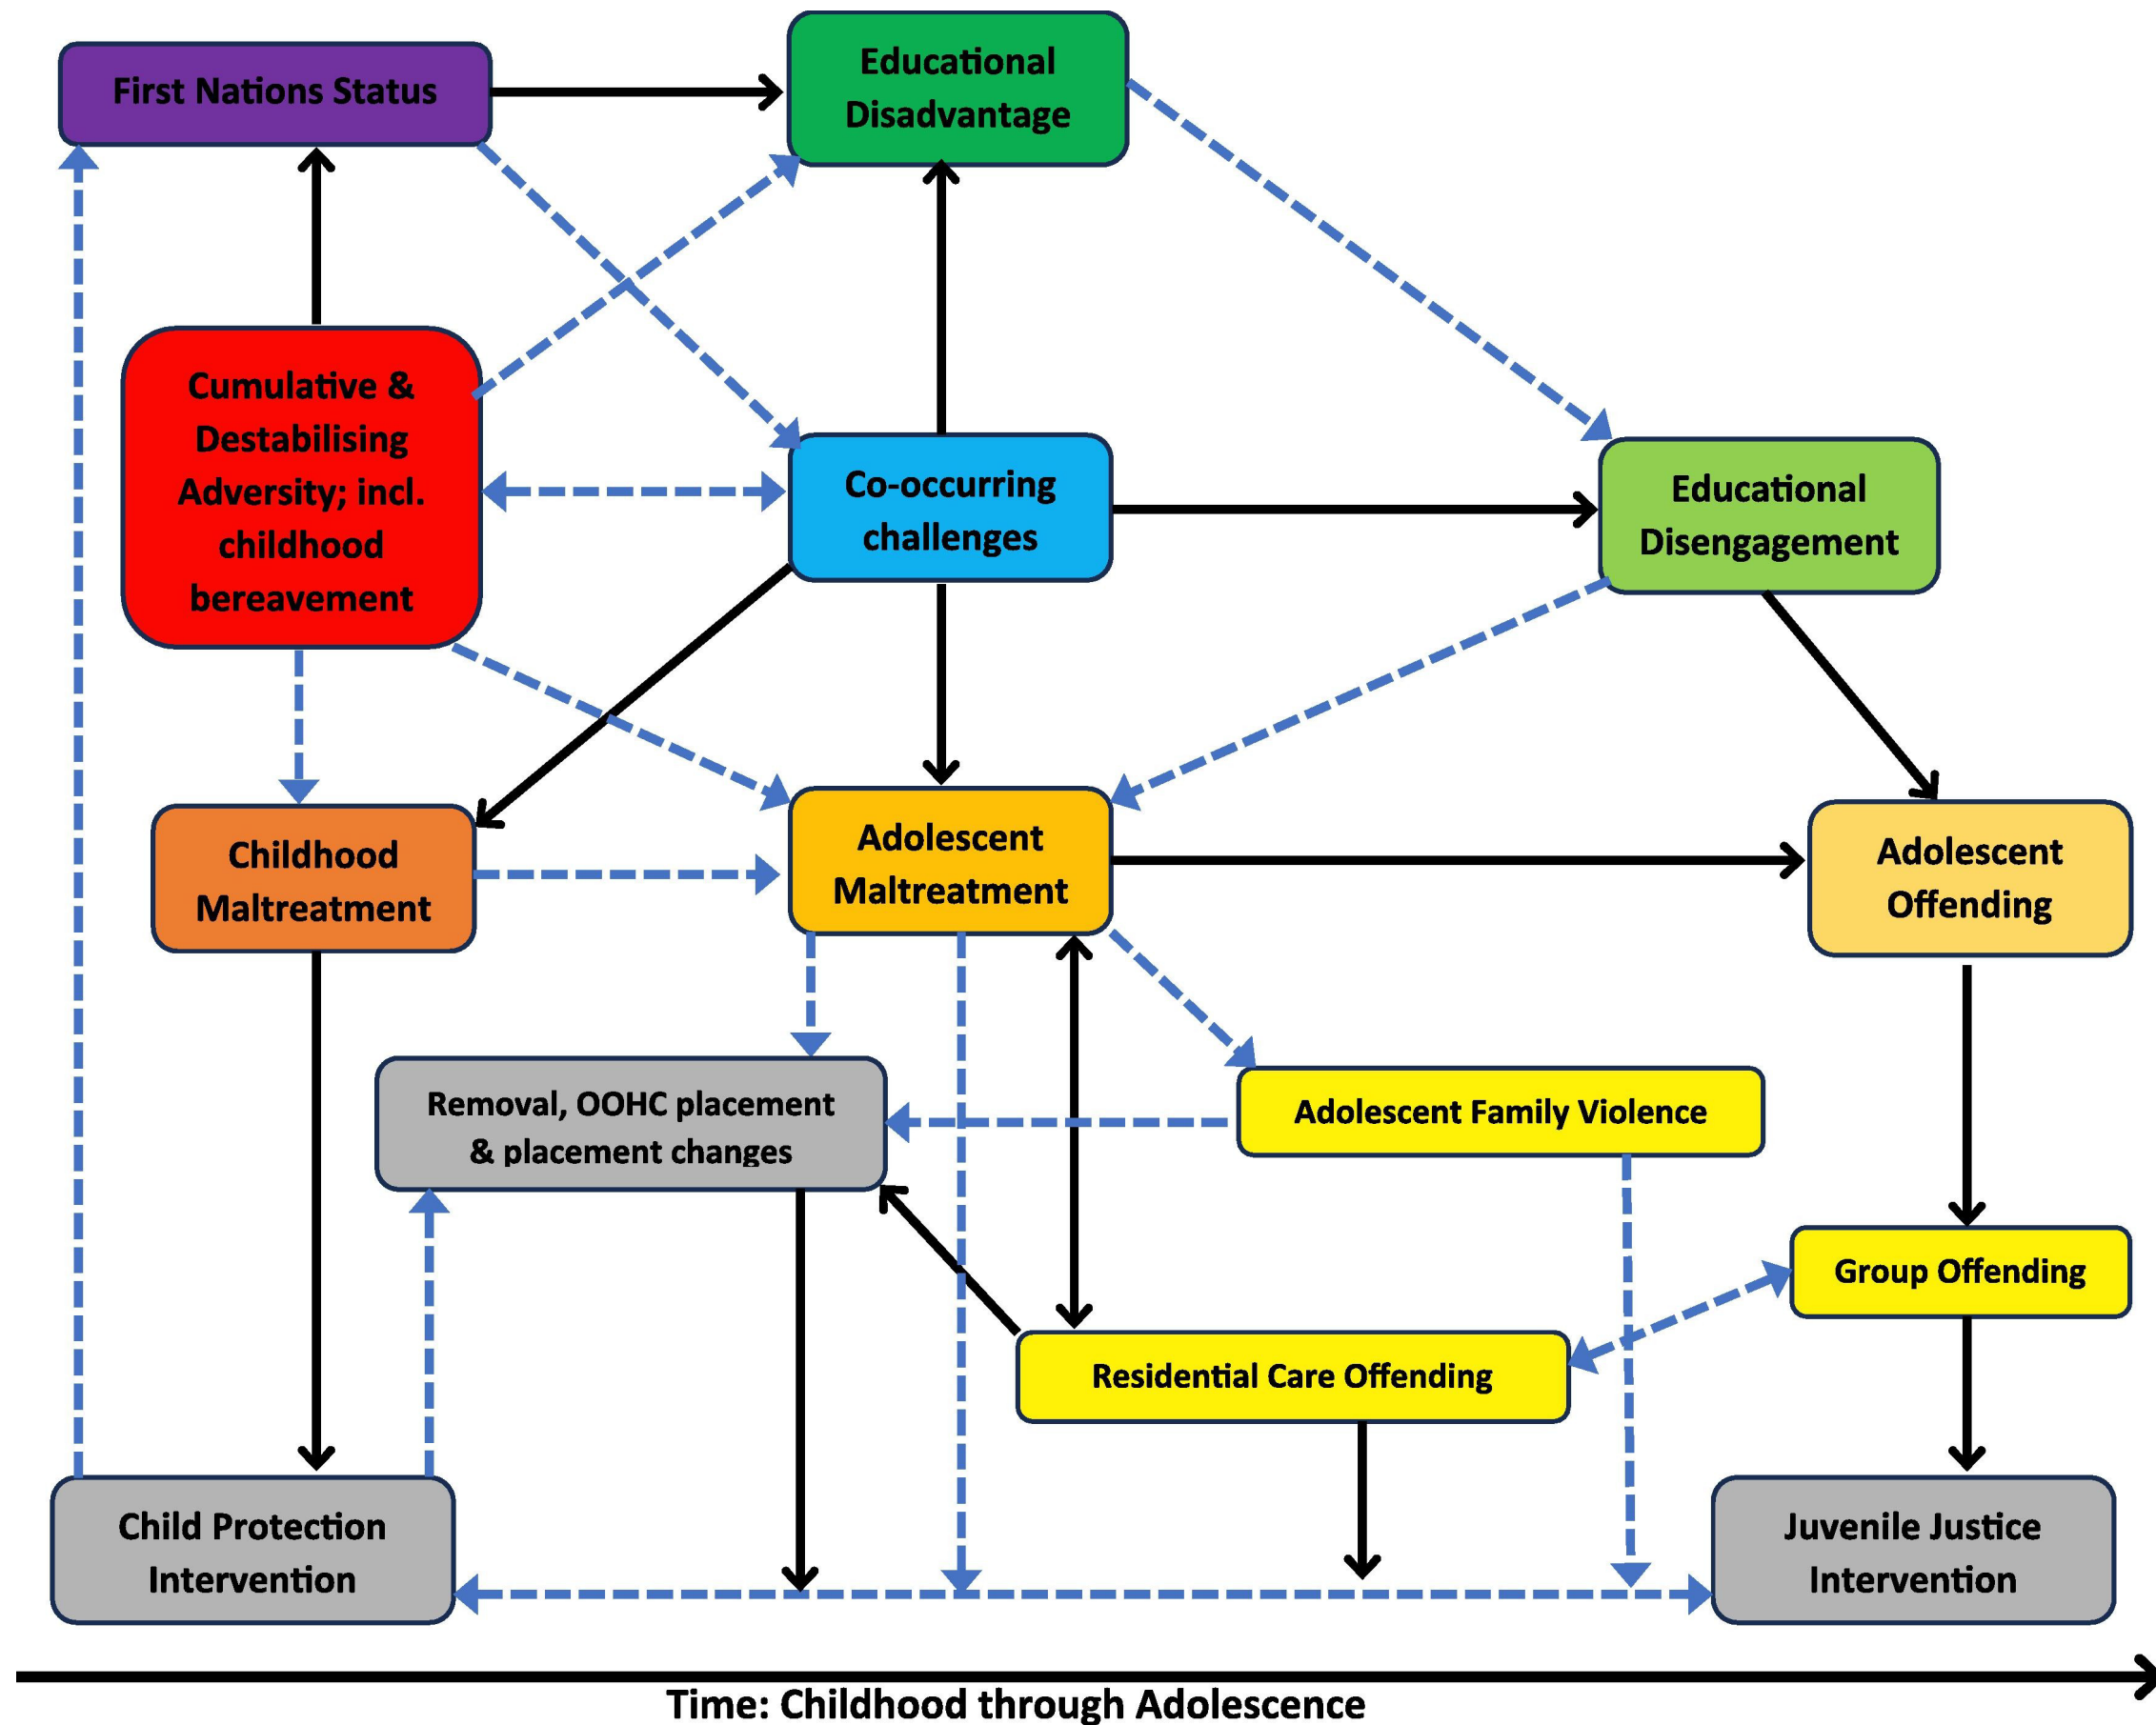 First Nations Status
Educational
Disadvantage
Cumulative &
Destabilising
Adversity; incl.
childhood
bereavement
Co-occurring
challenges
Educational
Disengagement
Childhood
Maltreatment
Adolescent
Maltreatment
Adolescent
Offending
Removal, OOHC placement
& placement changes
Adolescent Family Violence
Group Offending
Residential Care Offending
Child Protection
Intervention
Juvenile Justice
Intervention
Time: Childhood through Adolescence